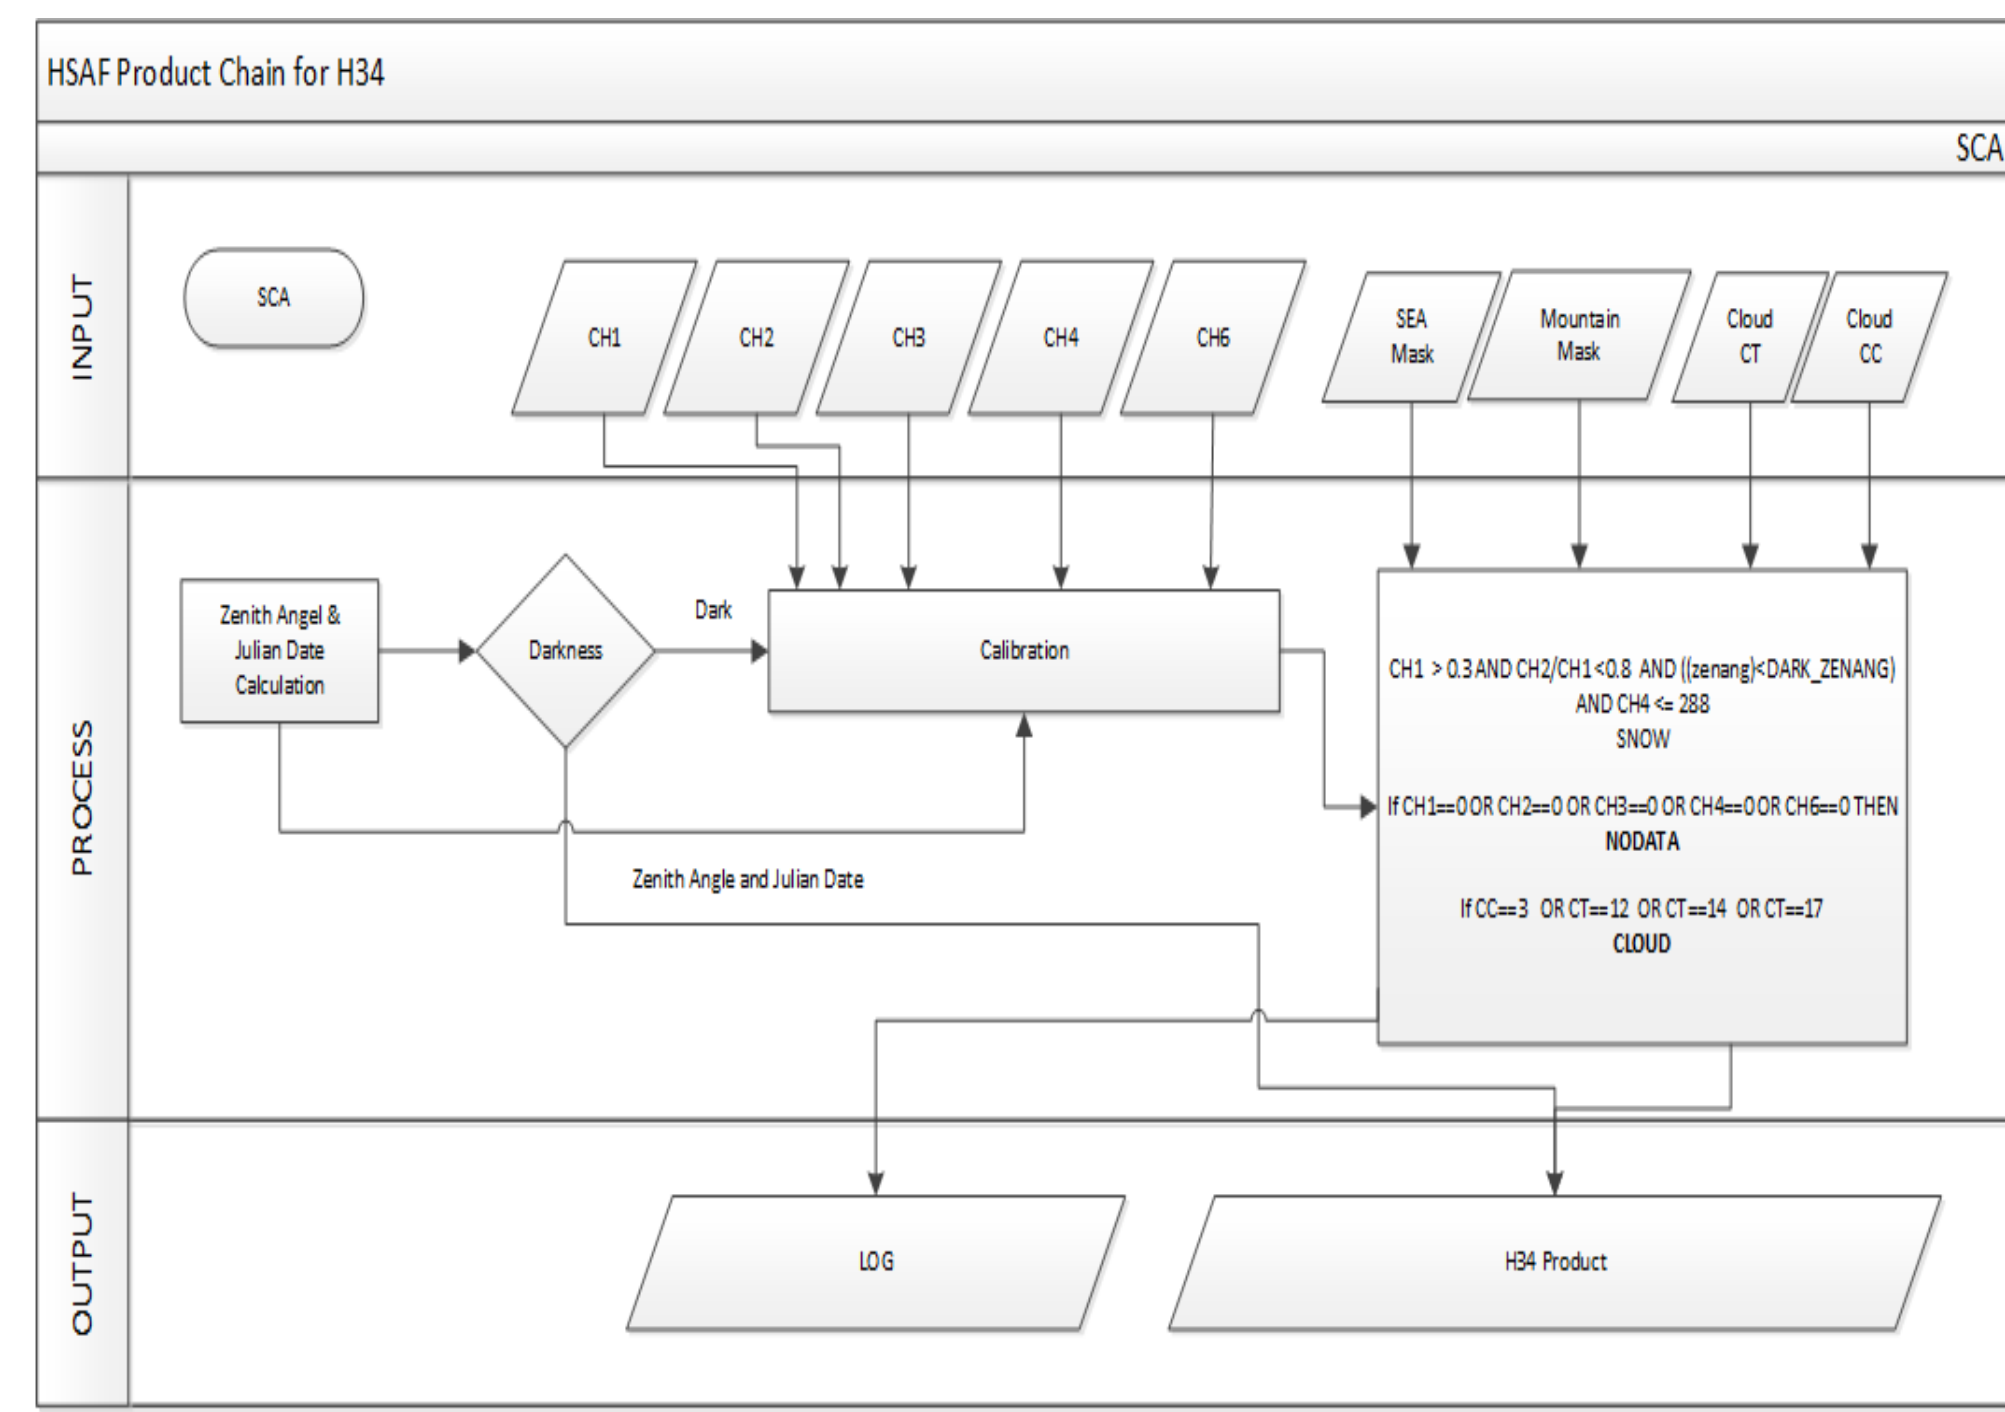 HSAF Product Chain for H34
SCA
INPUT
SCA
CH1
CH2
CH3
CH4
CH6
SEA
Mask
Mountain
Mask
Cloud
CT
Cloud
CC
PROCESS
Zenith Angel &
Julian Date
Calculation
Darkness
Dark
Calibration
CH1 > 0.3 AND CH2/CH1<0.8 AND ((zenang)<DARK_ZENANG)
AND CH4 <= 288
SNOW
If CH1==0 OR CH2==0 OR CH3==0 OR CH4==0 OR CH6==0 THEN
NODATA
If CC==3 OR CT==12 OR CT==14 OR CT==17
CLOUD
Zenith Angle and Julian Date
OUTPUT
LOG
H34 Product